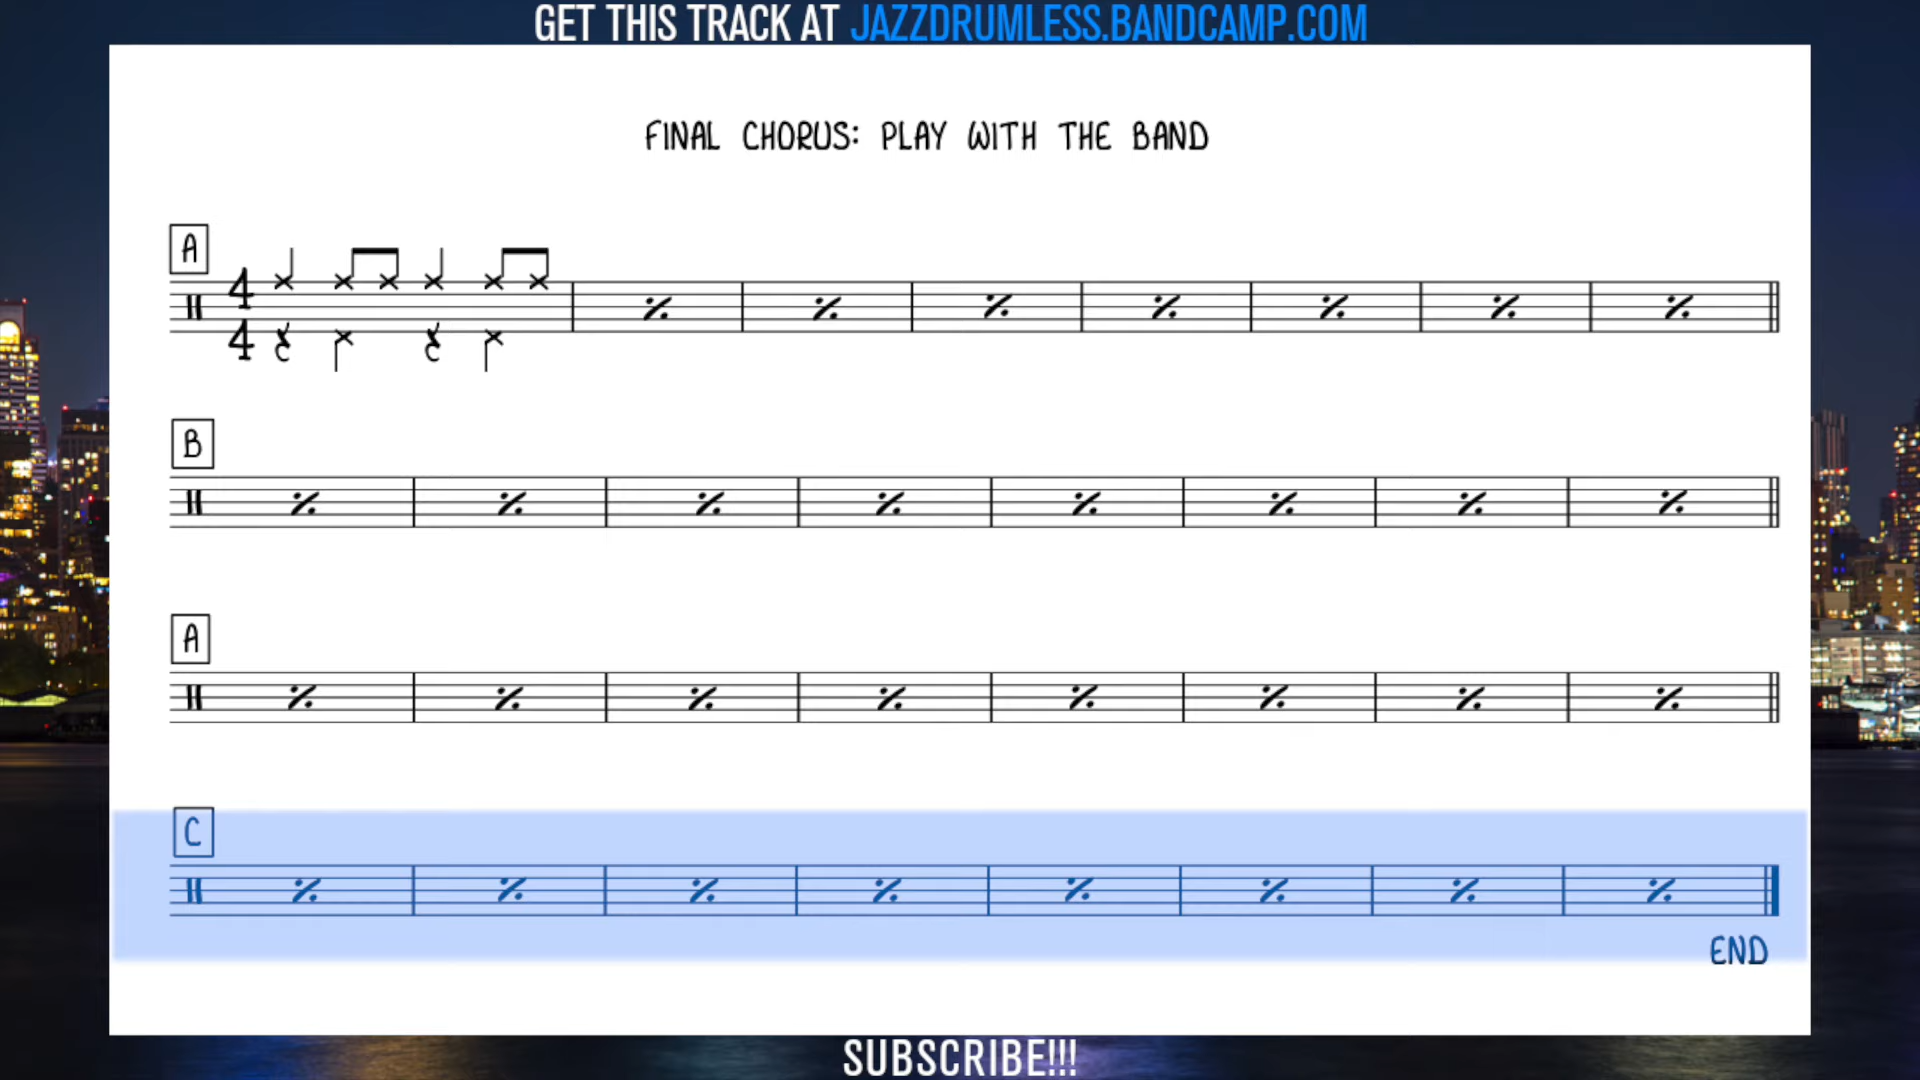 GET THIS TRACK AT JAZZDRUMLESS.BANDCAMP.COM
FINAL CHORUS: PLAY WITH THE BAND
A
4
4
B
A
C
END
SUBSCRIBE!!!